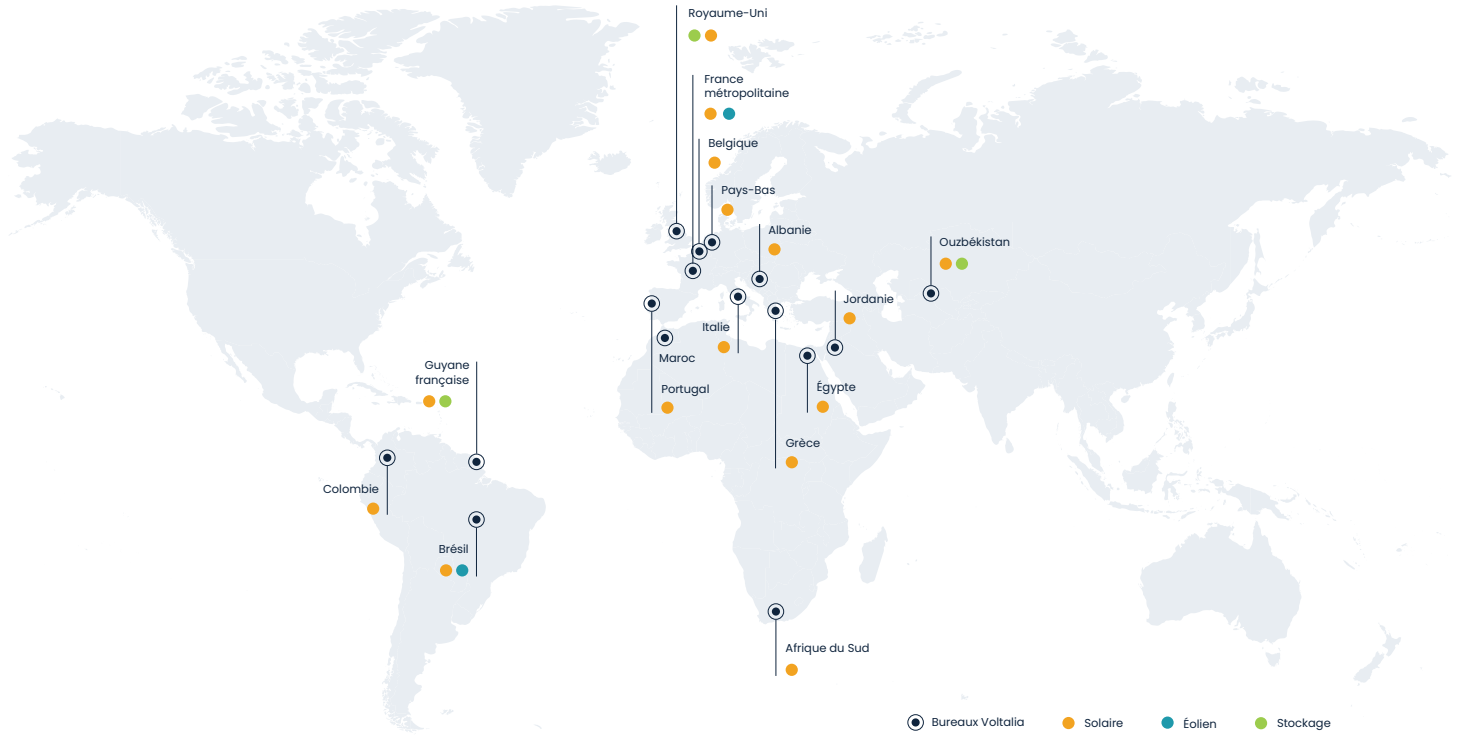 Royaume-Uni
France
métropolitaine
Belgique
Pays-Bas
Albanie
Ouzbékistan
Jordanie
Italie
Maroc
Guyane
française
Portugal
Égypte
Grèce
Colombie
Brésil
Afrique du Sud
Bureaux Voltalia
Solaire
Éolien
Stockage